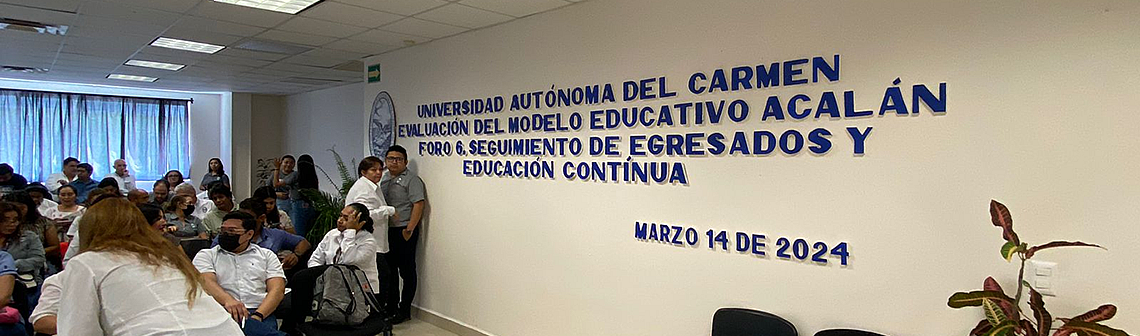 UNIVERSIDAD AUTÓNOMA DEL CARMEN
EVALUACIÓN DEL MODELO EDUCATIVO ACALÁN
FORO 6. SEGUIMIENTO DE EGRESADOS Y
EDUCACIÓN CONTÍNUA
MARZO 14 DE 2024